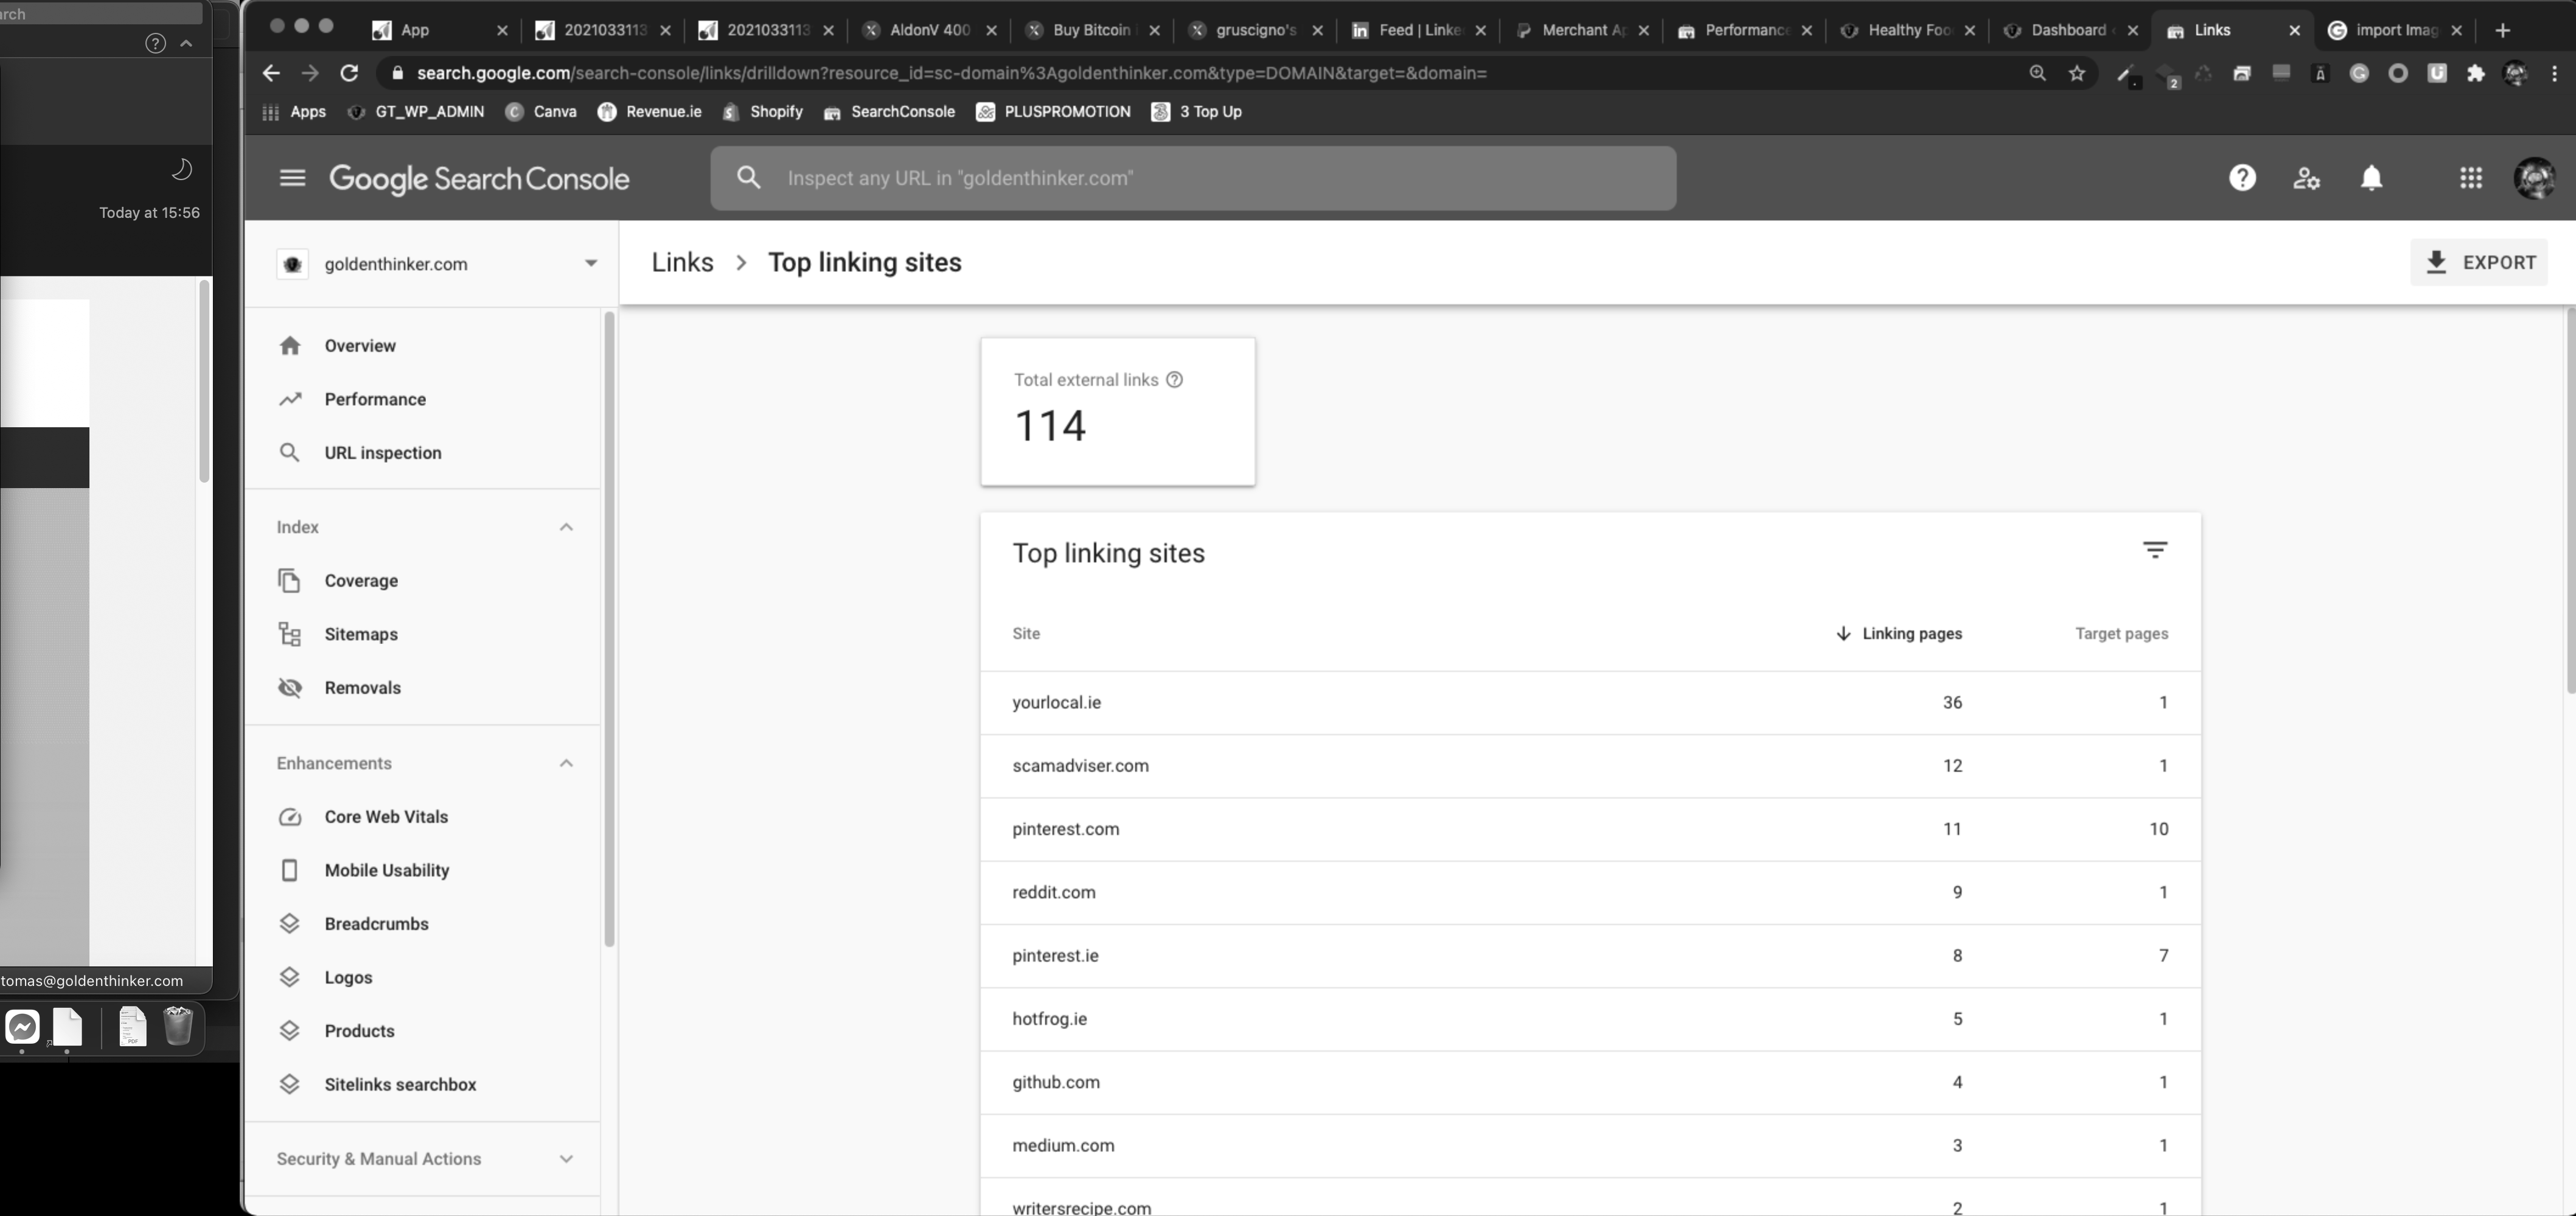 rch
Today at 15:56
tomas@goldenthinker.com
PDF
App
2021033113
2021033113
AldonV 400
Buy Bitcoin
gruscigno's
Feed | Linke
Merchant Ap
Performance
Healthy Foo
Dashboard
Links
import Imag
search.google.com/search-console/links/drilldown?resource_id=sc-domain%3Agoldenthinker.com&type=DOMAIN&target=&domain=
2
Apps
GT_WP_ADMIN
Canva
Revenue.ie
Shopify
SearchConsole
PLUSPROMOTION
3 Top Up
Google Search Console
Inspect any URL in "goldenthinker.com"
goldenthinker.com
Links > Top linking sites
EXPORT
Overview
Performance
URL inspection
Index
Coverage
Sitemaps
Removals
Enhancements
Core Web Vitals
Mobile Usability
Breadcrumbs
Logos
Products
Sitelinks searchbox
Security & Manual Actions
Total external links
114
Top linking sites
Site Linking pages Target pages
yourlocal.ie 36 1
scamadviser.com 12 1
pinterest.com 11 10
reddit.com 9 1
pinterest.ie 8 7
hotfrog.ie 5 1
github.com 4 1
medium.com 3 1
writersrecipe.com 2 1